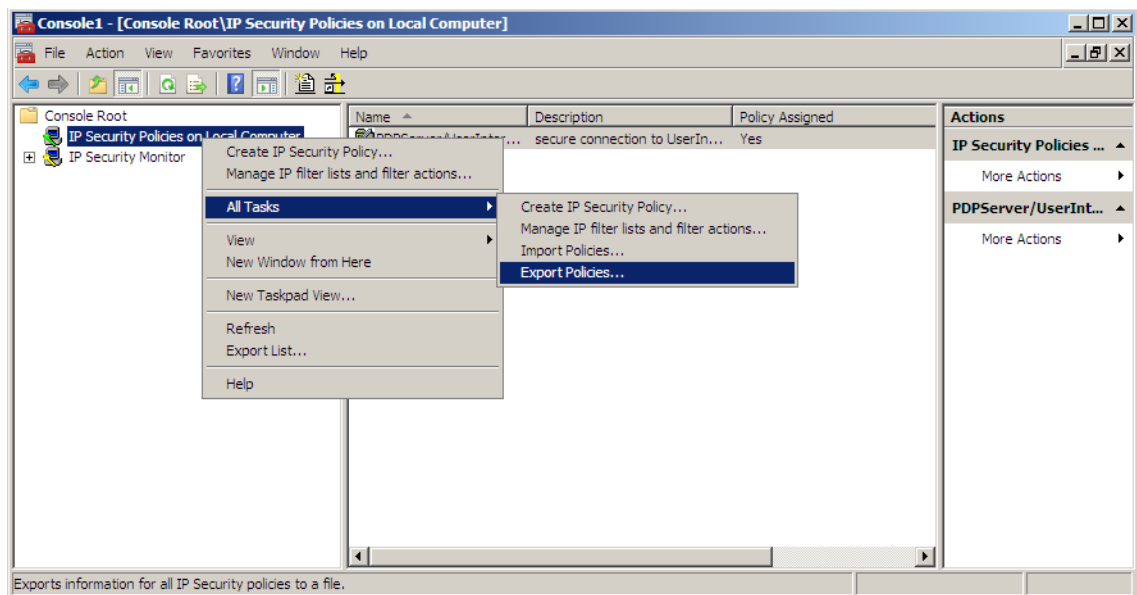 Console1 - [Console Root\IP Security Policies on Local Computer]
File Action View Favorites Window Help
Console Root
IP Security Policies on Local Computer
IP Security Monitor
Name Description Policy Assigned
PDPServer/UserInter... secure connection to UserIn... Yes
Create IP Security Policy...
Manage IP filter lists and filter actions...
All Tasks
View
New Window from Here
New Taskpad View...
Refresh
Export List...
Help
Create IP Security Policy...
Manage IP filter lists and filter actions...
Import Policies...
Export Policies...
Actions
IP Security Policies ...
More Actions
PDPServer/UserInt...
More Actions
Exports information for all IP Security policies to a file.